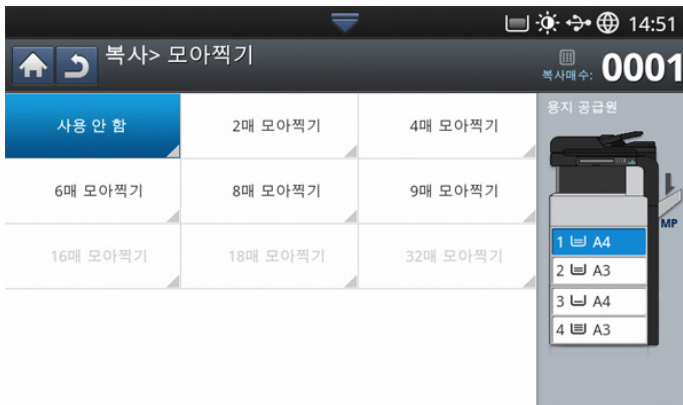 14:51
복사> 모아찍기
복사매수: 0001
사용 안 함
2매 모아찍기
4매 모아찍기
용지 공급원
6매 모아찍기
8매 모아찍기
9매 모아찍기
MP
16매 모아찍기
18매 모아찍기
32매 모아찍기
1 A4
2 A3
3 A4
4 A3